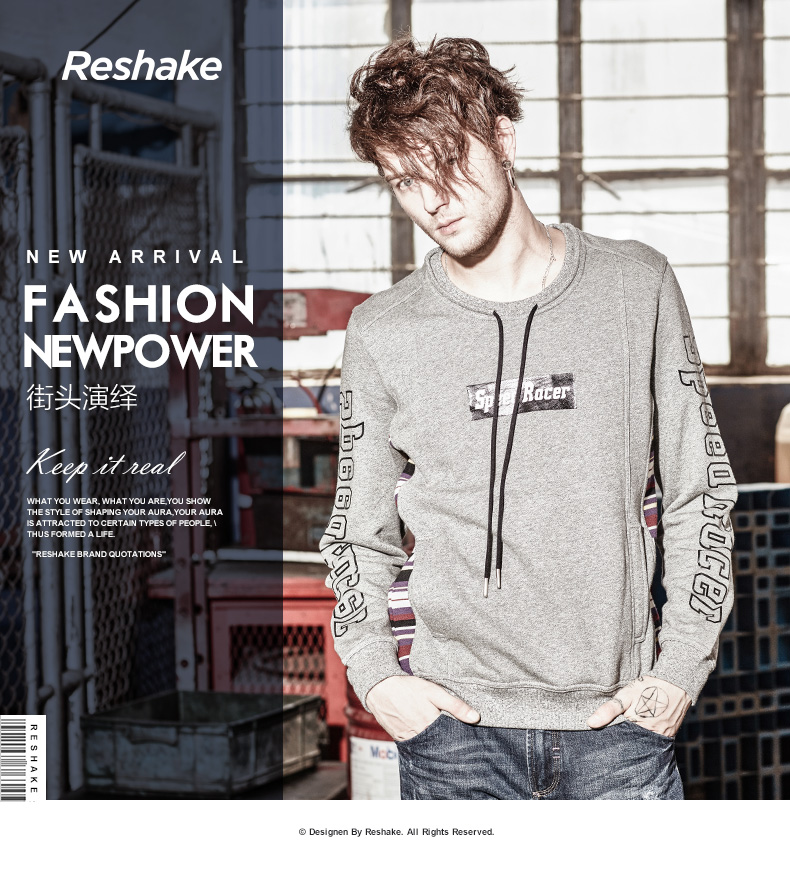 Reshake
NEW ARRIVAL
FASHION
NEWPOWER
街头演绎
Keep it real
WHAT YOU WEAR, WHAT YOU ARE,YOU SHOW
THE STYLE OF SHAPING YOUR AURA,YOUR AURA
IS ATTRACTED TO CERTAIN TYPES OF PEOPLE, \
THUS FORMED A LIFE.
"RESHAKE BRAND QUOTATIONS"
Speed Racer
speed racer
RESHAKE
© Designen By Reshake. All Rights Reserved.